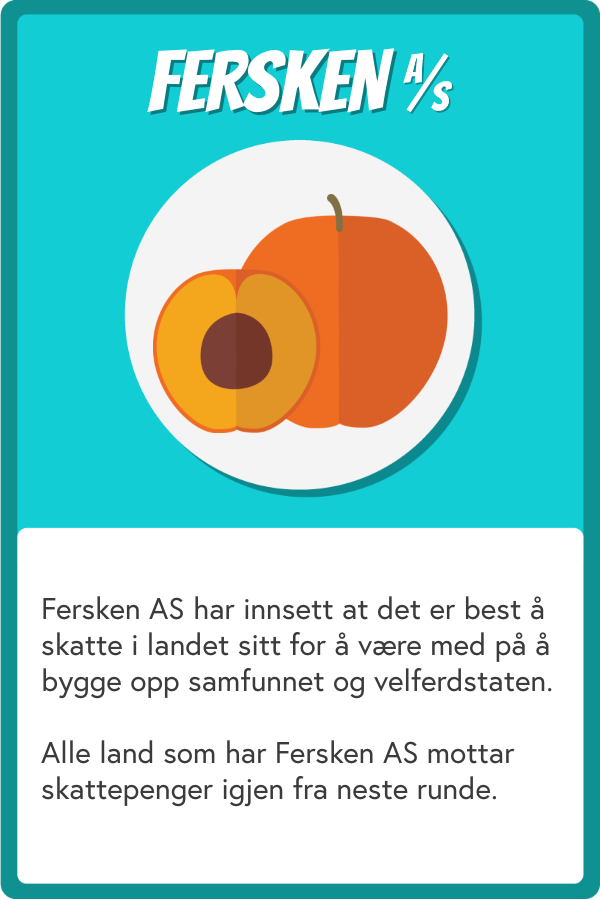 FERSKEN A/S
Fersken AS har innsett at det er best å
skatte i landet sitt for å være med på å
bygge opp samfunnet og velferdstaten.
Alle land som har Fersken AS mottar
skattepenger igjen fra neste runde.